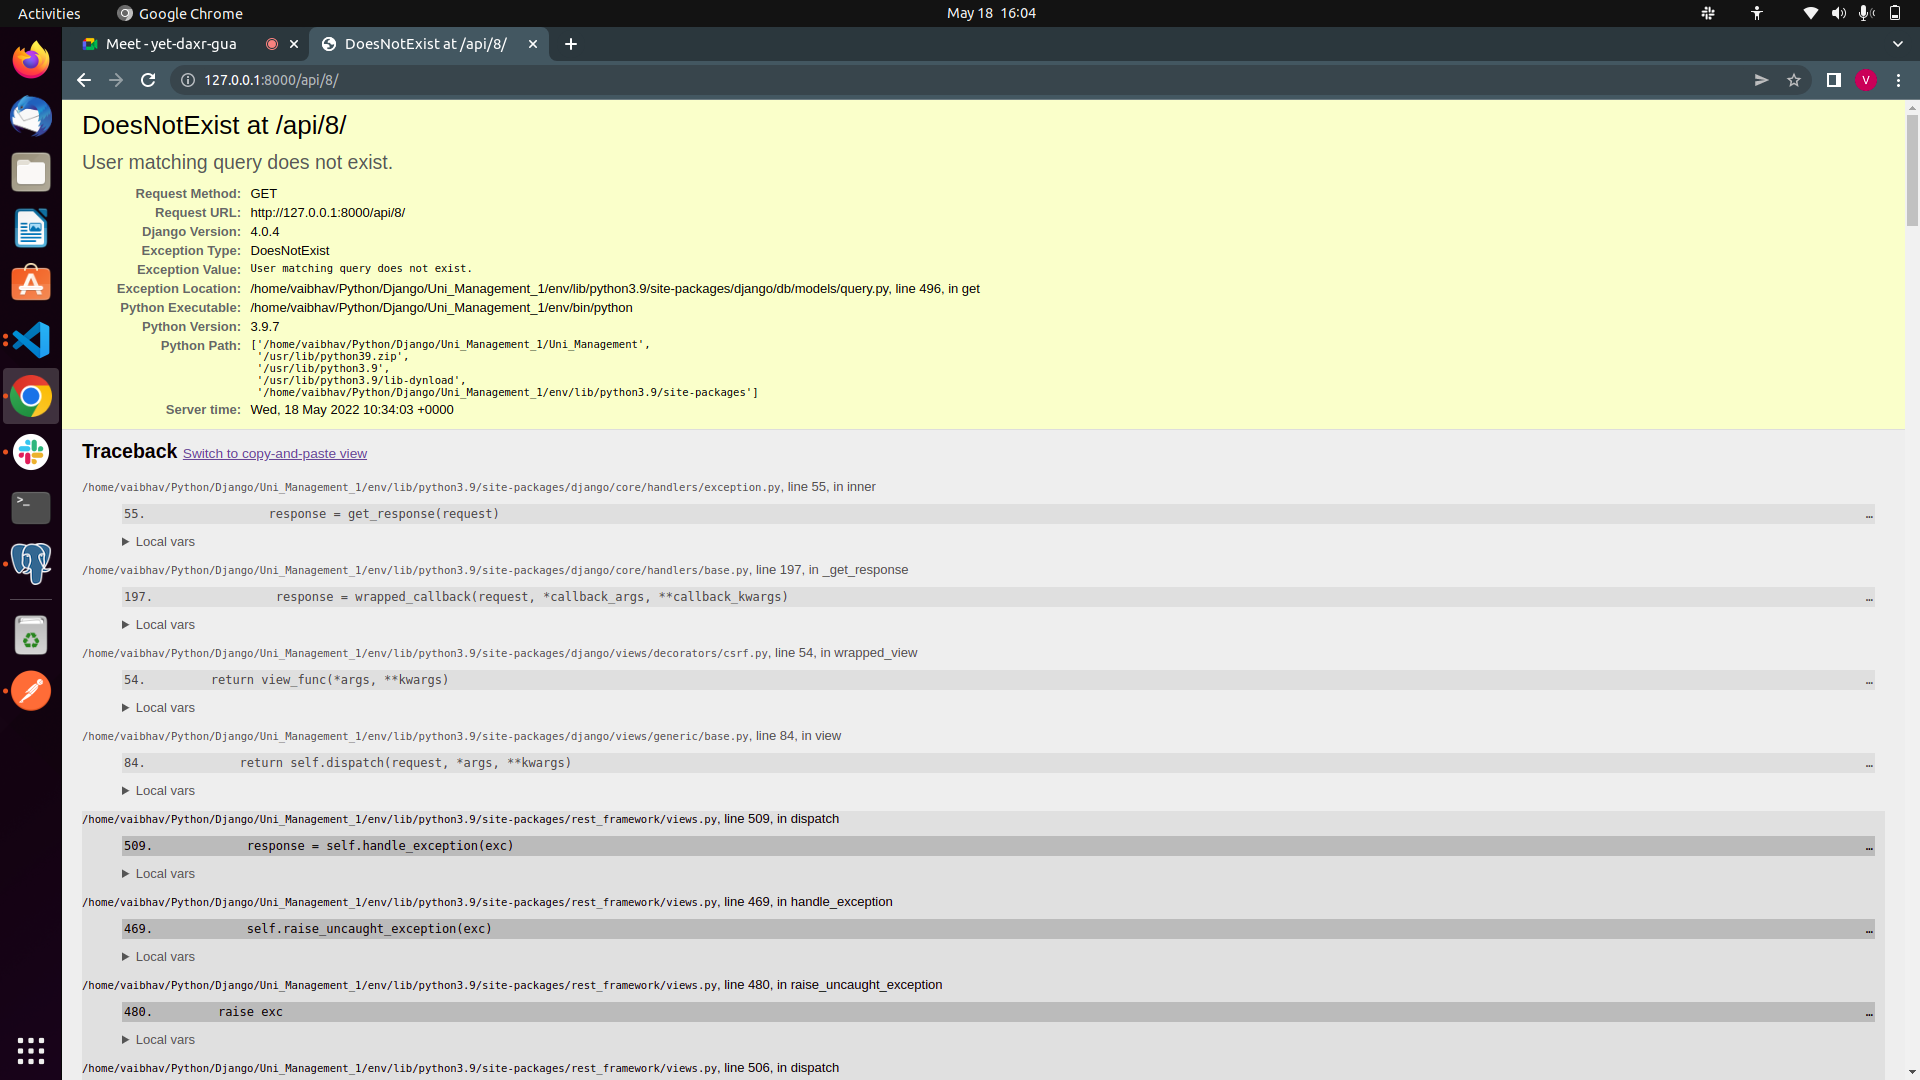 Activities
Google Chrome
May 18 16:04
Meet - yet-daxr-gua
DoesNotExist at /api/8/
127.0.0.1:8000/api/8/
V
DoesNotExist at /api/8/
User matching query does not exist.
Request Method: GET
Request URL: http://127.0.0.1:8000/api/8/
Django Version: 4.0.4
Exception Type: DoesNotExist
Exception Value: User matching query does not exist.
Exception Location: /home/vaibhav/Python/Django/Uni_Management_1/env/lib/python3.9/site-packages/django/db/models/query.py, line 496, in get
Python Executable: /home/vaibhav/Python/Django/Uni_Management_1/env/bin/python
Python Version: 3.9.7
Python Path: ['/home/vaibhav/Python/Django/Uni_Management_1/Uni_Management',
'/usr/lib/python39.zip',
'/usr/lib/python3.9',
'/usr/lib/python3.9/lib-dynload',
'/home/vaibhav/Python/Django/Uni_Management_1/env/lib/python3.9/site-packages']
Server time: Wed, 18 May 2022 10:34:03 +0000
Traceback Switch to copy-and-paste view
/home/vaibhav/Python/Django/Uni_Management_1/env/lib/python3.9/site-packages/django/core/handlers/exception.py, line 55, in inner
55. response = get_response(request) …
Local vars
/home/vaibhav/Python/Django/Uni_Management_1/env/lib/python3.9/site-packages/django/core/handlers/base.py, line 197, in _get_response
197. response = wrapped_callback(request, *callback_args, **callback_kwargs) …
Local vars
/home/vaibhav/Python/Django/Uni_Management_1/env/lib/python3.9/site-packages/django/views/decorators/csrf.py, line 54, in wrapped_view
54. return view_func(*args, **kwargs) …
Local vars
/home/vaibhav/Python/Django/Uni_Management_1/env/lib/python3.9/site-packages/django/views/generic/base.py, line 84, in view
84. return self.dispatch(request, *args, **kwargs) …
Local vars
/home/vaibhav/Python/Django/Uni_Management_1/env/lib/python3.9/site-packages/rest_framework/views.py, line 509, in dispatch
509. response = self.handle_exception(exc) …
Local vars
/home/vaibhav/Python/Django/Uni_Management_1/env/lib/python3.9/site-packages/rest_framework/views.py, line 469, in handle_exception
469. self.raise_uncaught_exception(exc) …
Local vars
/home/vaibhav/Python/Django/Uni_Management_1/env/lib/python3.9/site-packages/rest_framework/views.py, line 480, in raise_uncaught_exception
480. raise exc …
Local vars
/home/vaibhav/Python/Django/Uni_Management_1/env/lib/python3.9/site-packages/rest_framework/views.py, line 506, in dispatch